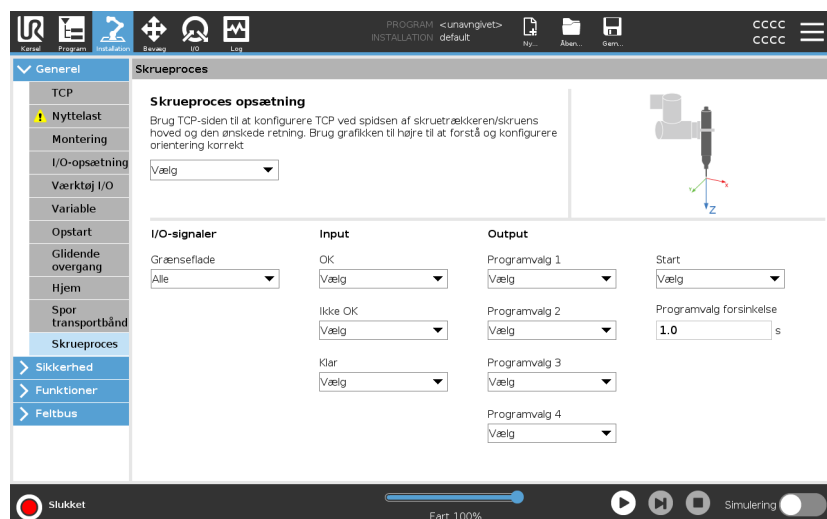 UR
Kørsel Program Installation Bevæg I/O Log
PROGRAM <unavngivet>
INSTALLATION default
Ny... Åben... Gem...
CCCC
CCCC
Generel
TCP
Nyttelast
Montering
I/O-opsætning
Værktøj I/O
Variable
Opstart
Glidende
overgang
Hjem
Spor
transportbånd
Skrueproces
Sikkerhed
Funktioner
Feltbus
Skrueproces
Skrueproces opsætning
Brug TCP-siden til at konfigurere TCP ved spidsen af skruetrækkeren/skruens
hoved og den ønskede retning. Brug grafikken til højre til at forstå og konfigurere
orientering korrekt
Vælg
Y
X
Z
I/O-signaler
Grænseflade
Alle
Input
OK
Vælg
Ikke OK
Vælg
Klar
Vælg
Output
Programvalg 1
Vælg
Programvalg 2
Vælg
Programvalg 3
Vælg
Programvalg 4
Vælg
Start
Vælg
Programvalg forsinkelse
1.0 s
Slukket
Fart 100%
Simulering